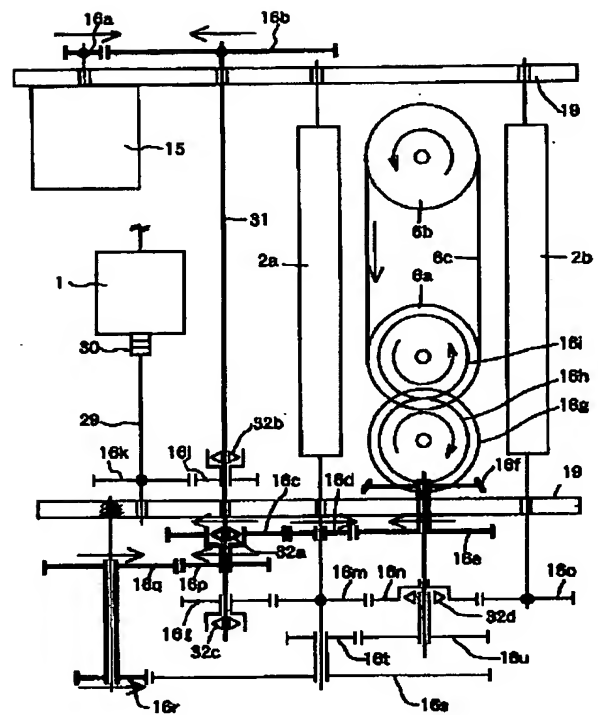 16a
16b
19
15
31
6b
2a
6c
2b
1
6a
30
16i
16h
16g
29
32b
16k
16l
16f
16c
16d
19
32a
16e
16q
16p
16m
16n
16o
16ℓ
32d
32c
16t
16u
16r
16s